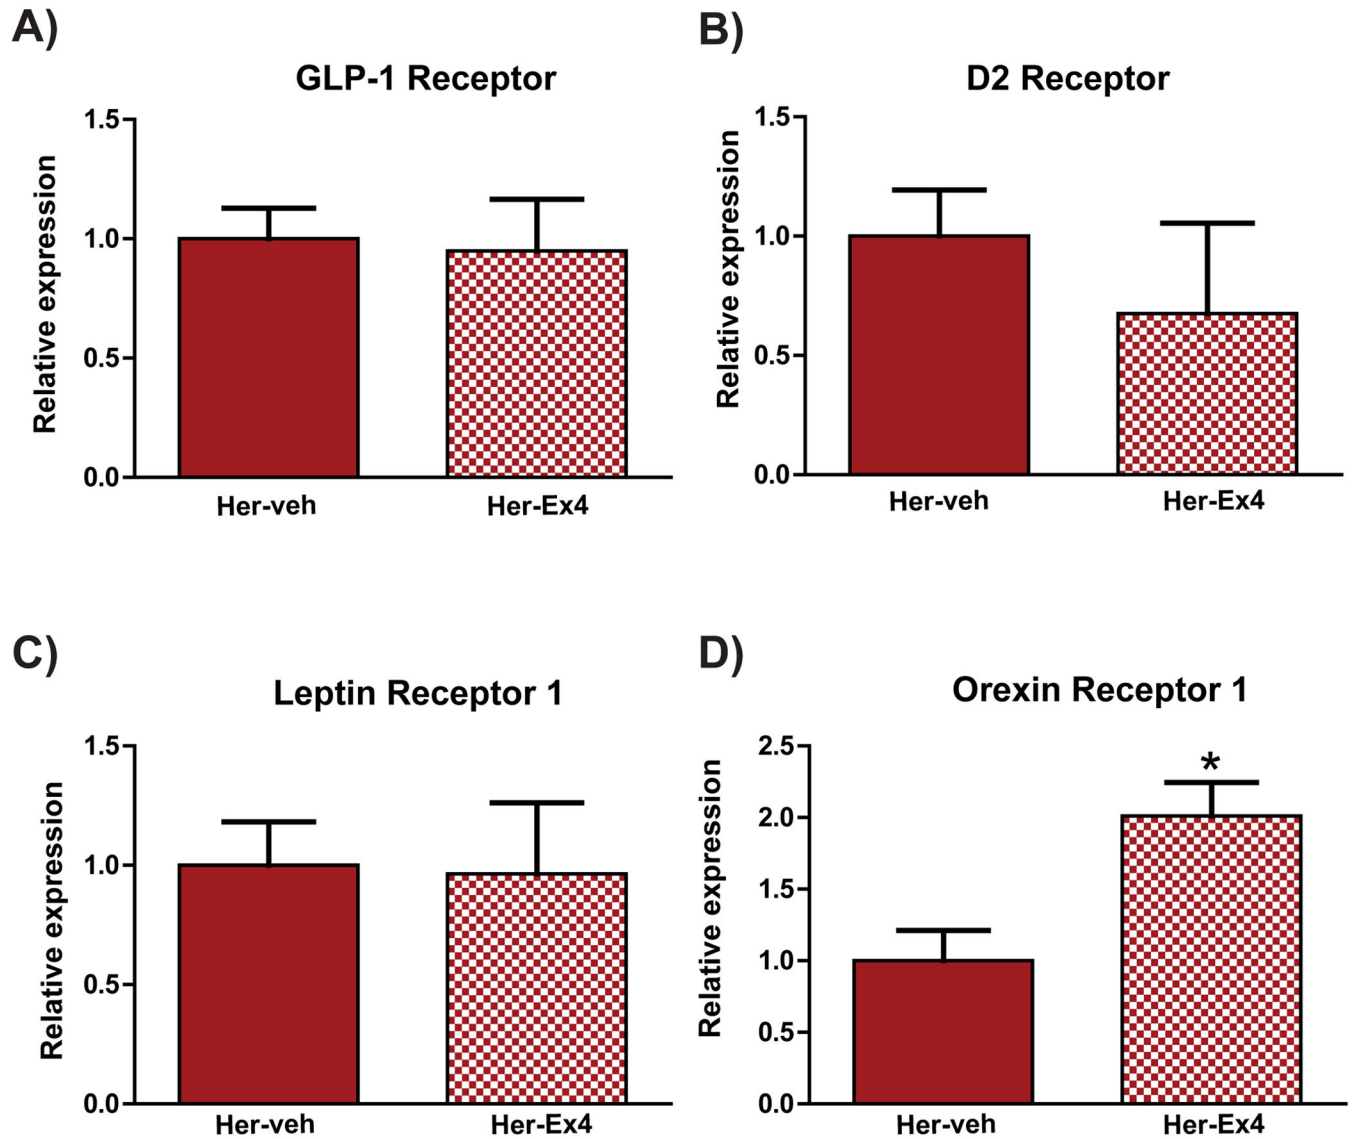 A)
GLP-1 Receptor
Relative expression
1.5
1.0
0.5
0.0
Her-veh
Her-Ex4
B)
D2 Receptor
Relative expression
1.5
1.0
0.5
0.0
Her-veh
Her-Ex4
C)
Leptin Receptor 1
Relative expression
1.5
1.0
0.5
0.0
Her-veh
Her-Ex4
D)
Orexin Receptor 1
Relative expression
2.5
2.0
1.5
1.0
0.5
0.0
*
Her-veh
Her-Ex4